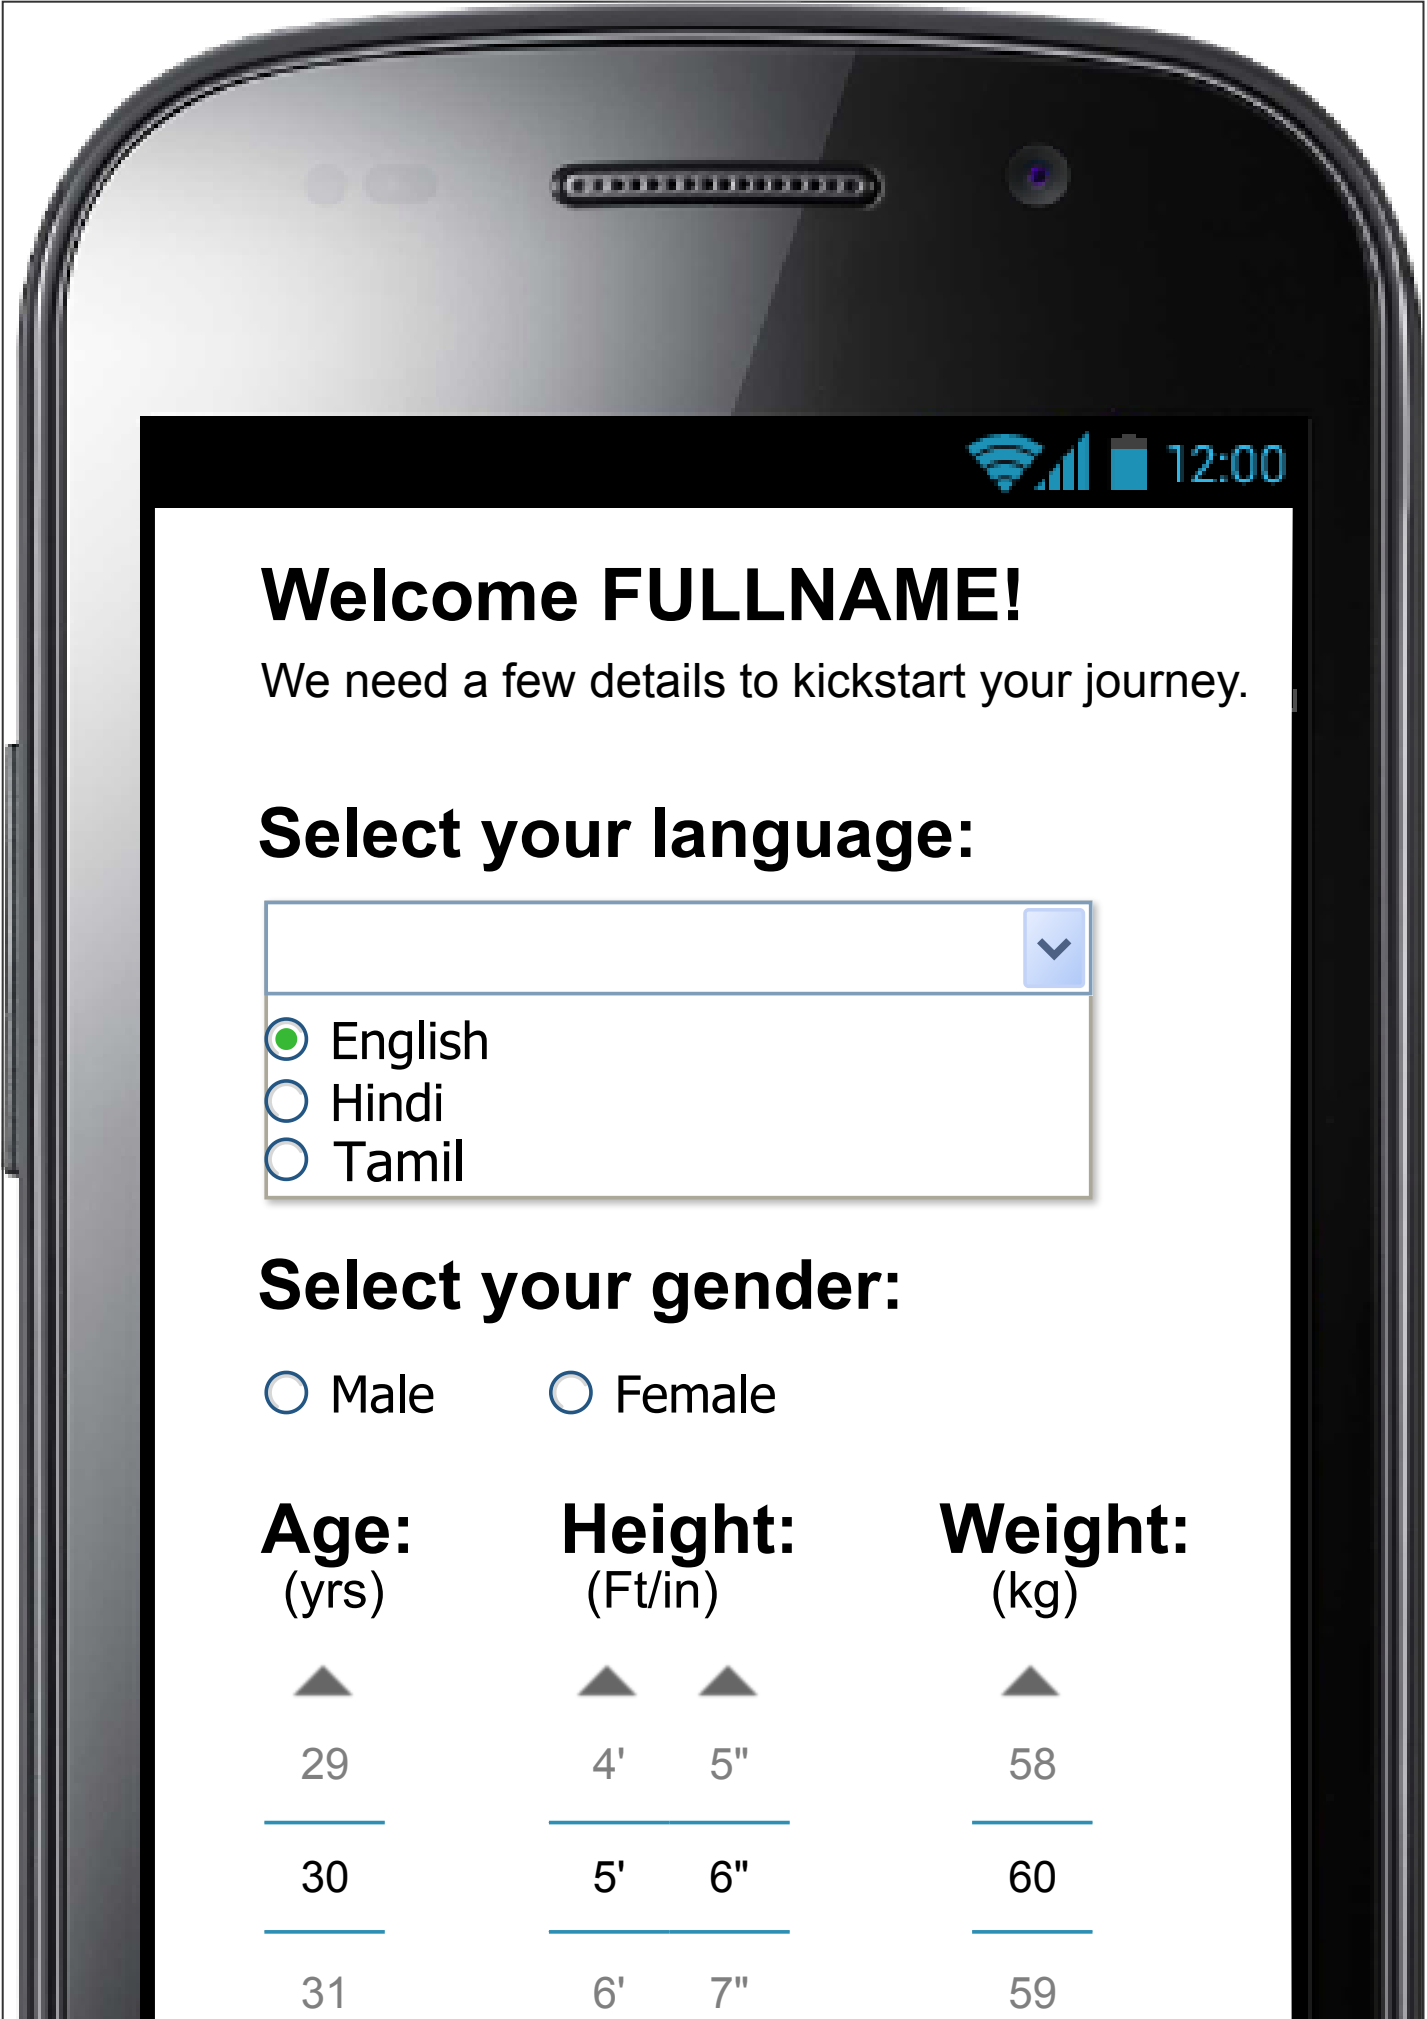 12:00
Welcome FULLNAME!
We need a few details to kickstart your journey.
Select your language:
English
Hindi
Tamil
Select your gender:
Male Female
Age: Height: Weight:
(yrs) (Ft/in) (kg)
29 4' 5" 58
30 5' 6" 60
31 6' 7" 59